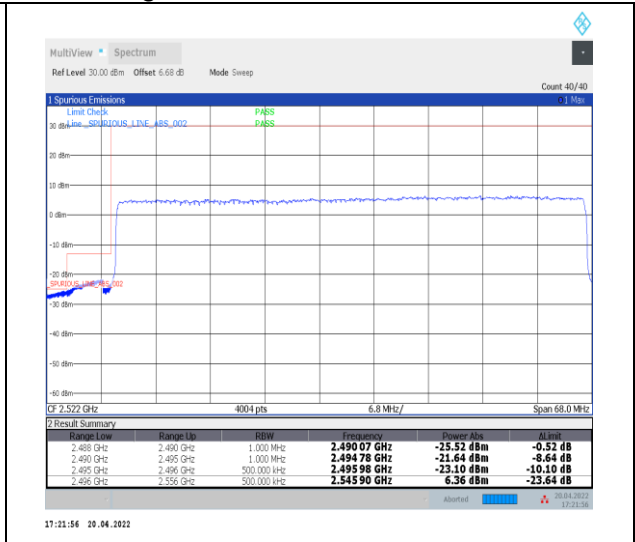 MultiView Spectrum
Ref Level 30.00 dBm Offset 6.68 dB Mode Sweep
Count 40/40
1 Spurious Emissions 1 Max
Limit Check PASS
Line _SPURIOUS_LINE_ABS_002 PASS
30 dBm
20 dBm
10 dBm
0 dBm
-10 dBm
-20 dBm
SPURIOUS_LINE_ABS_002
-30 dBm
-40 dBm
-50 dBm
-60 dBm
CF 2.522 GHz 4004 pts 6.8 MHz/ Span 68.0 MHz
2 Result Summary
Range Low Range Up RBW Frequency Power Abs ΔLimit
2.488 GHz 2.490 GHz 1.000 MHz 2.490 07 GHz -25.52 dBm -0.52 dB
2.490 GHz 2.495 GHz 1.000 MHz 2.494 78 GHz -21.64 dBm -8.64 dB
2.495 GHz 2.496 GHz 500.000 kHz 2.495 98 GHz -23.10 dBm -10.10 dB
2.496 GHz 2.556 GHz 500.000 kHz 2.545 90 GHz 6.36 dBm -23.64 dB
Aborted 20.04.2022
17:21:56
17:21:56 20.04.2022